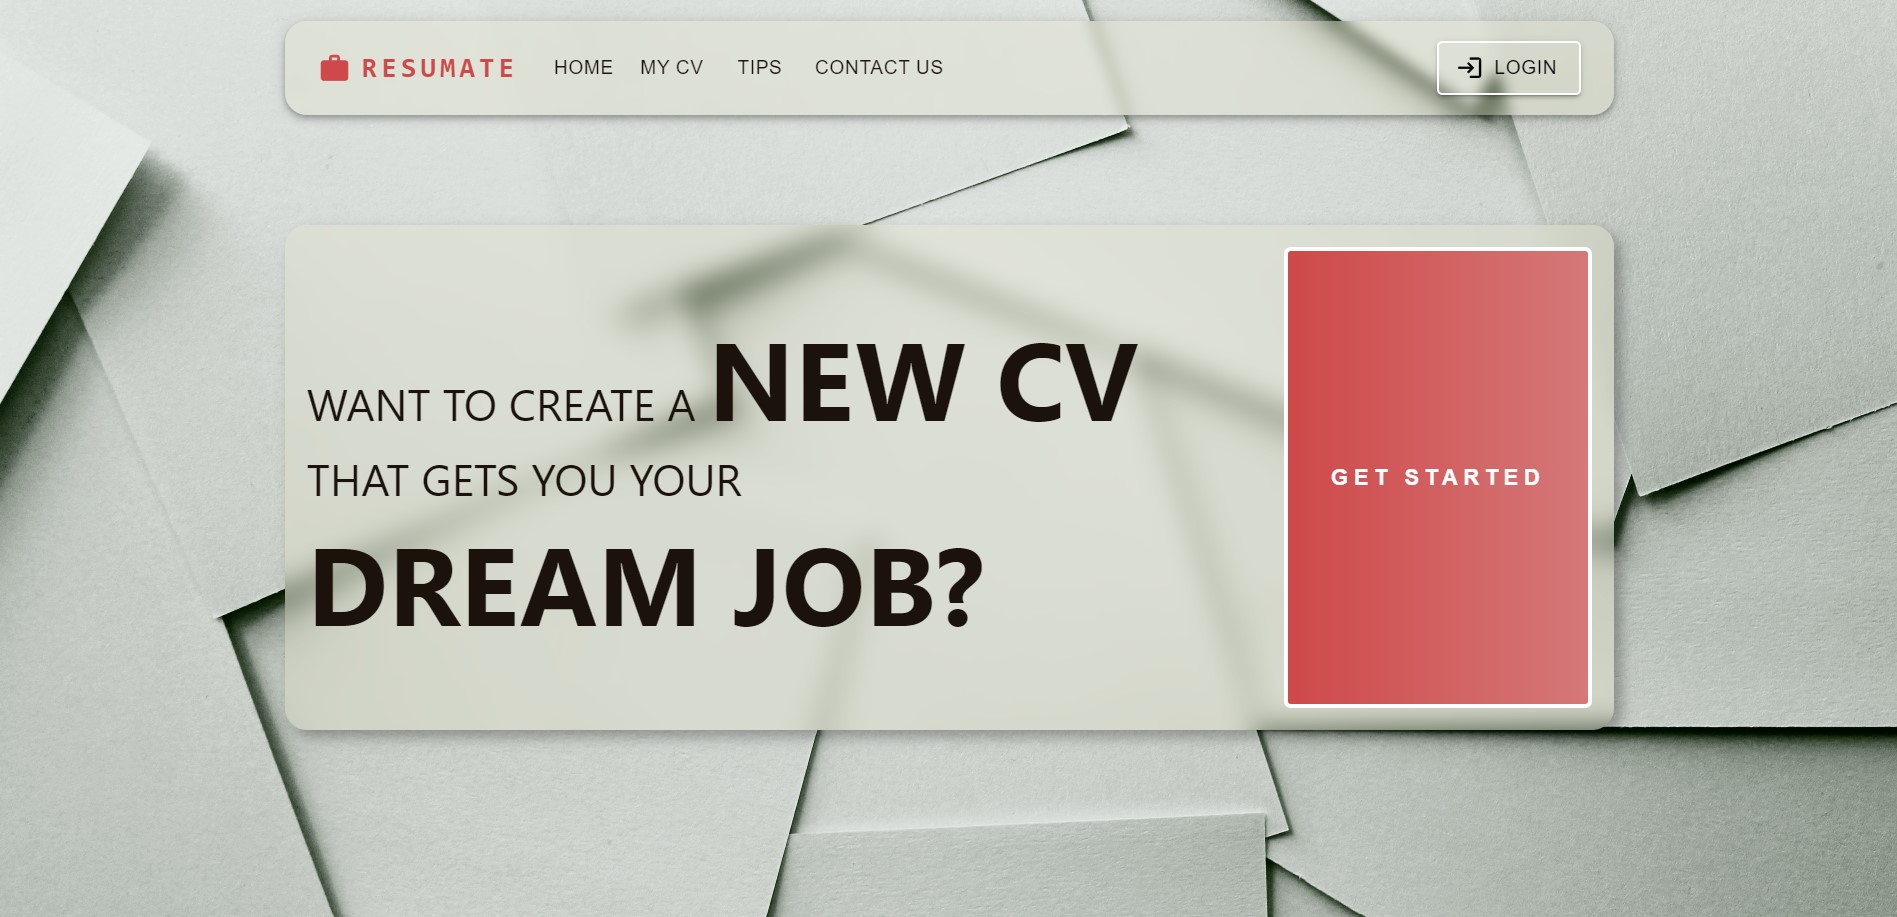 RESUMATE HOME MY CV TIPS CONTACT US LOGIN
WANT TO CREATE A NEW CV
THAT GETS YOU YOUR
DREAM JOB?
GET STARTED